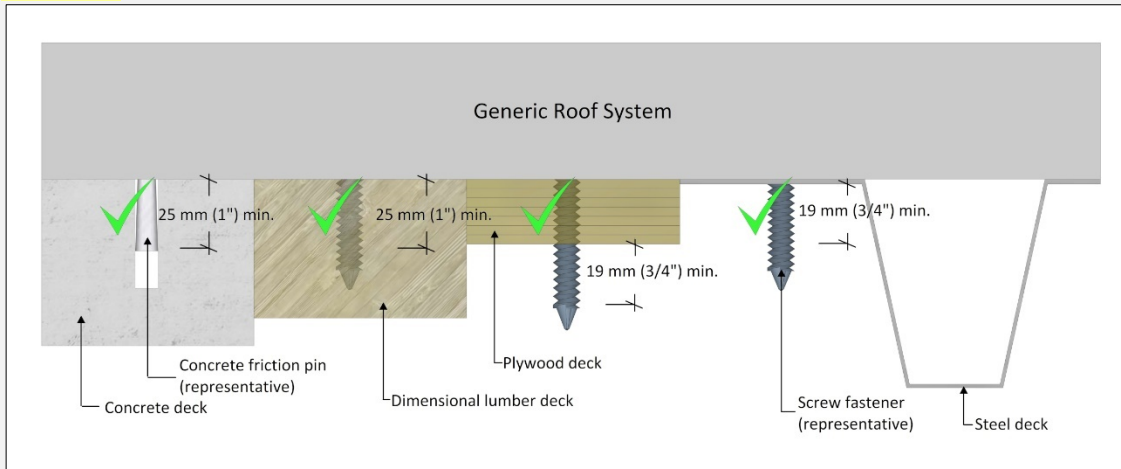 Generic Roof System
25 mm (1") min.
25 mm (1") min.
19 mm (3/4") min.
19 mm (3/4") min.
Concrete friction pin
(representative)
Concrete deck
Dimensional lumber deck
Plywood deck
Screw fastener
(representative)
Steel deck